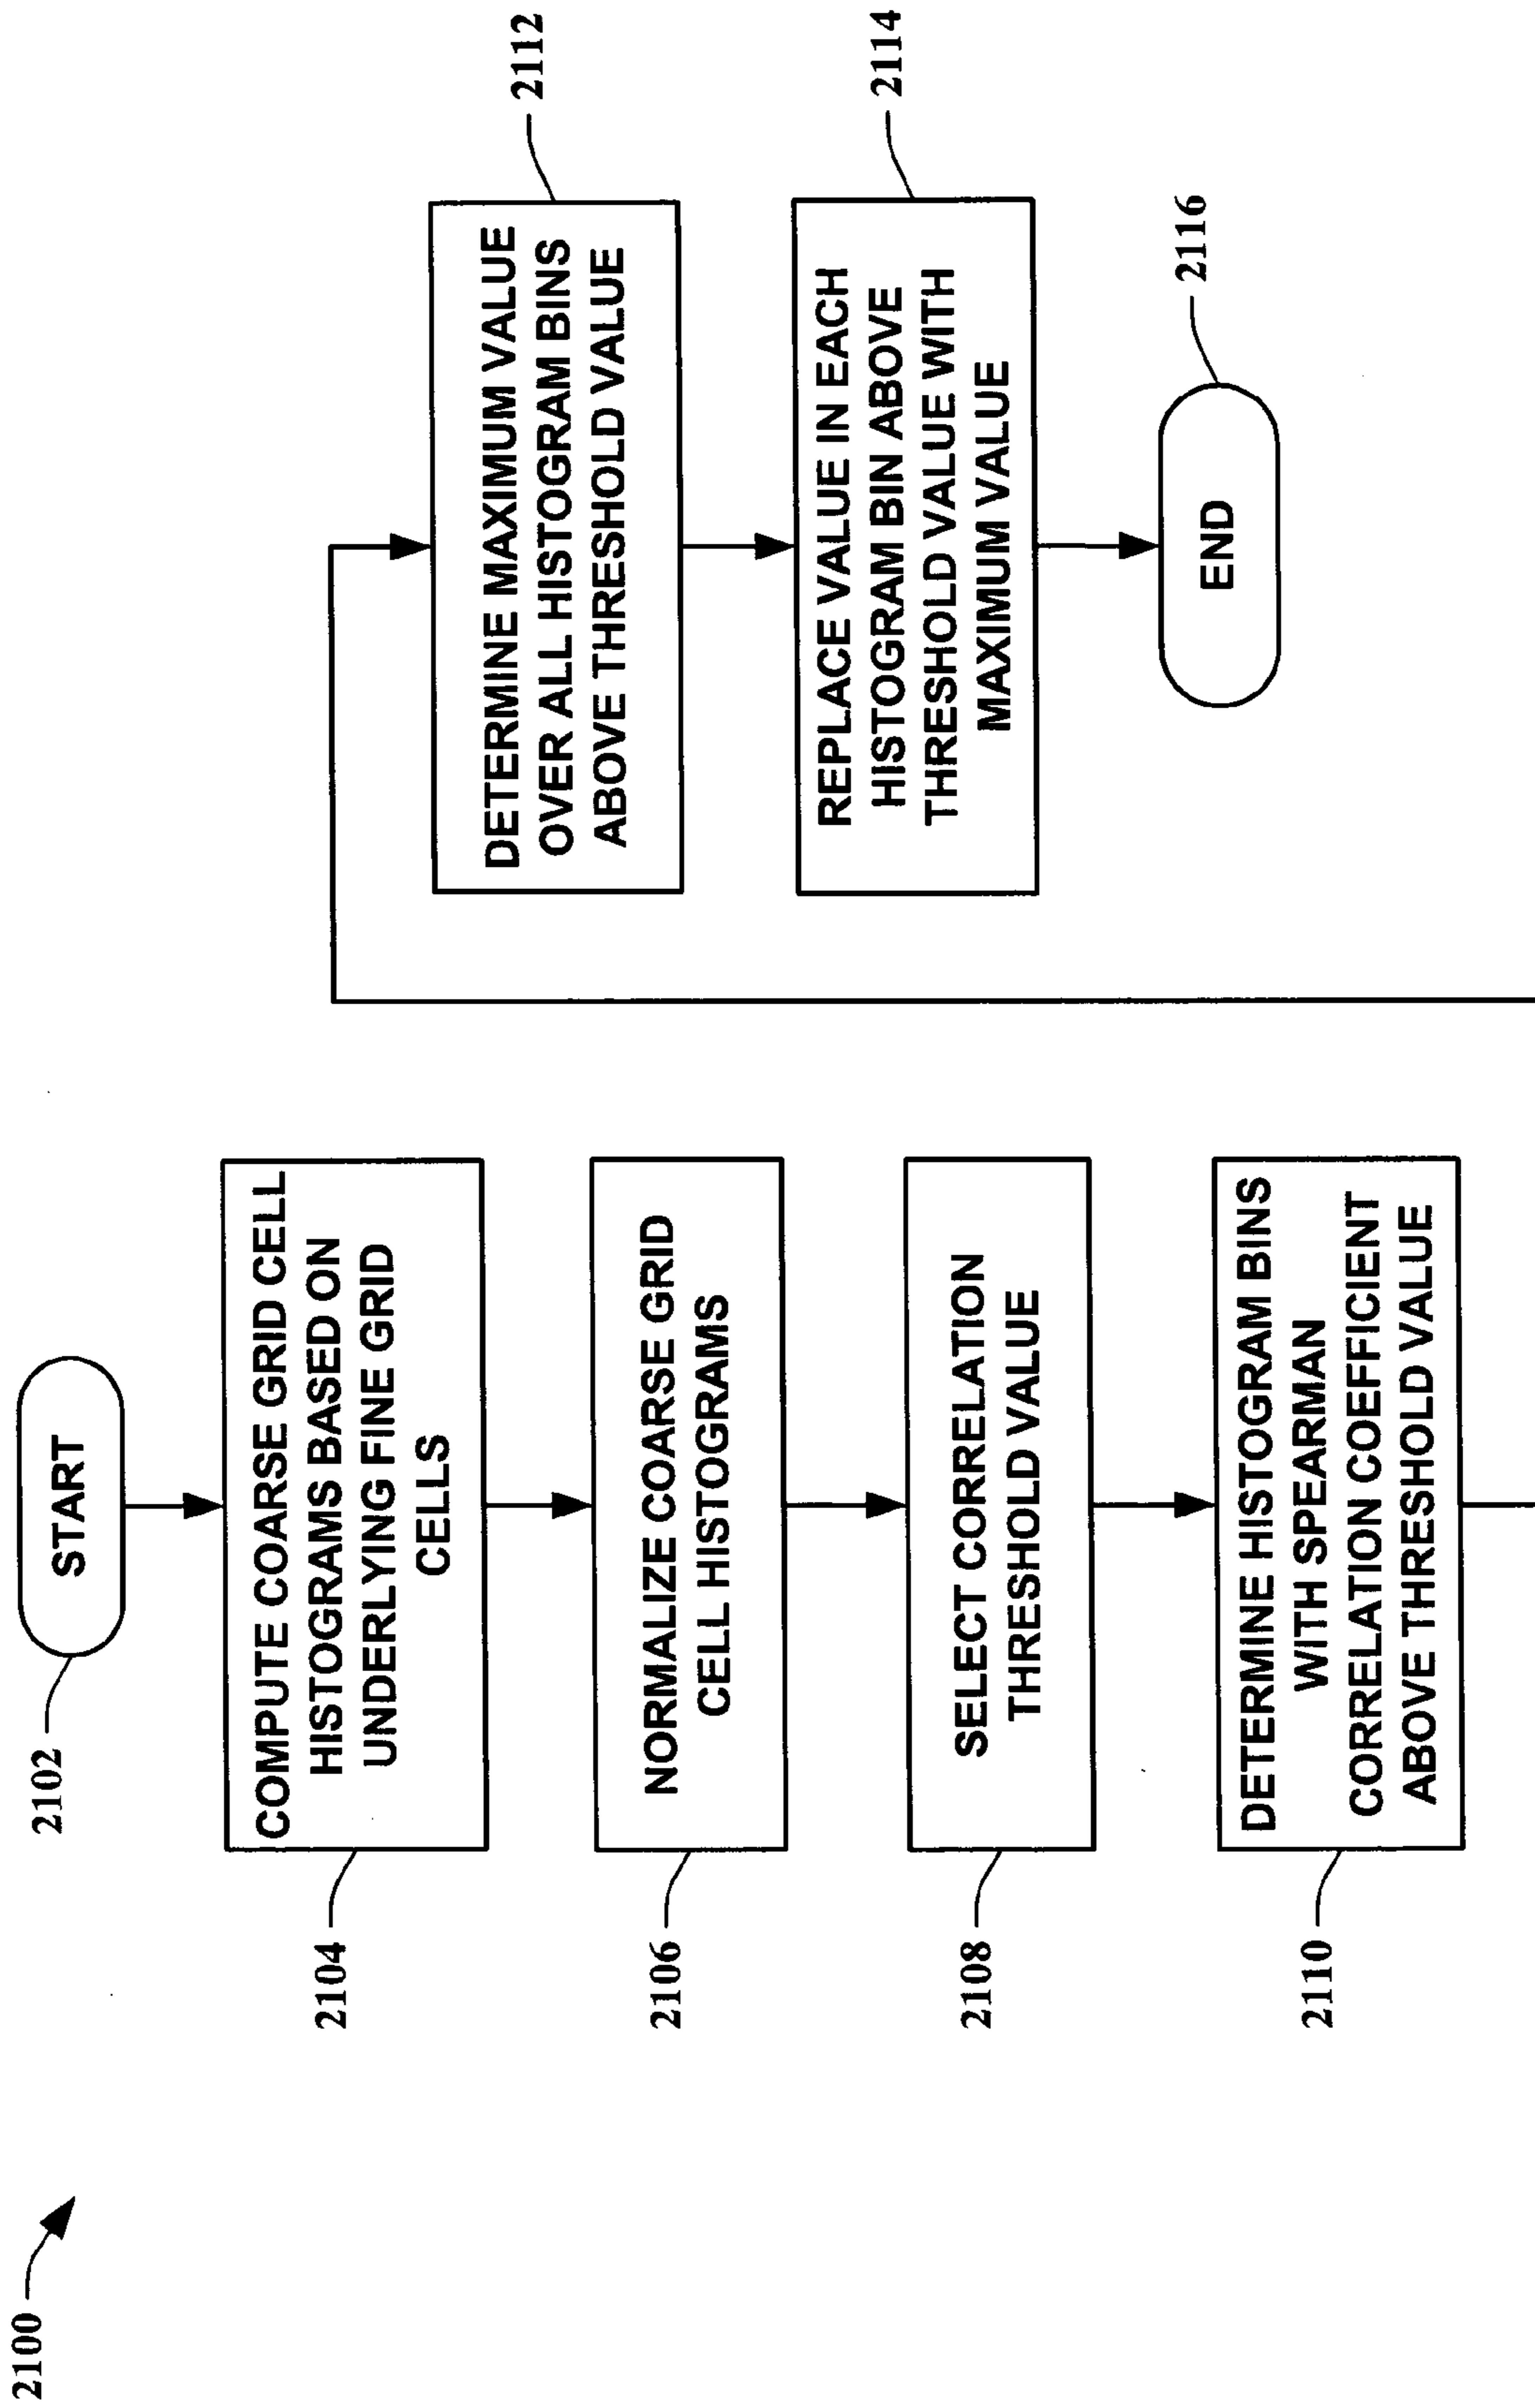 2100
2102
START
2104
COMPUTE COARSE GRID CELL
HISTOGRAMS BASED ON
UNDERLYING FINE GRID
CELLS
2106
NORMALIZE COARSE GRID
CELL HISTOGRAMS
2108
SELECT CORRELATION
THRESHOLD VALUE
2110
DETERMINE HISTOGRAM BINS
WITH SPEARMAN
CORRELATION COEFFICIENT
ABOVE THRESHOLD VALUE
2112
DETERMINE MAXIMUM VALUE
OVER ALL HISTOGRAM BINS
ABOVE THRESHOLD VALUE
2114
REPLACE VALUE IN EACH
HISTOGRAM BIN ABOVE
THRESHOLD VALUE WITH
MAXIMUM VALUE
2116
END